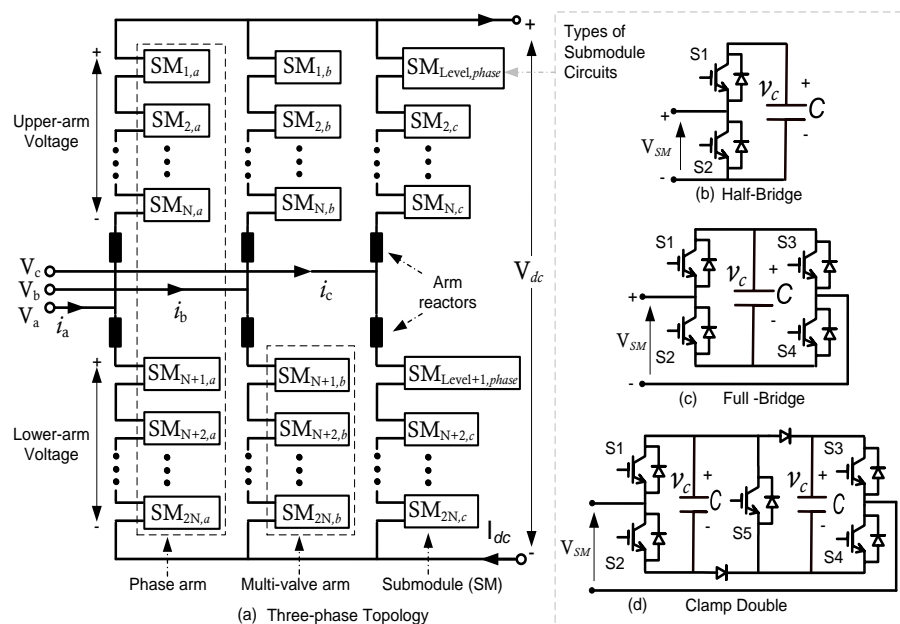 +
+
+
SM1,a
SM1,b
SMLevel,phase
Types of
Submodule
Circuits
Upper-arm
Voltage
SM2,a
SM2,b
SM2,c
-
SMN,a
SMN,b
SMN,c
Vc
Vb
Va
ia
ib
ic
Arm
reactors
Vdc
+
SMN+1,a
SMN+1,b
SMLevel+1,phase
Lower-arm
Voltage
SMN+2,a
SMN+2,b
SMN+2,c
-
SM2N,a
SM2N,b
SM2N,c
Idc
-
Phase arm
Multi-valve arm
Submodule (SM)
(a) Three-phase Topology
S1
vc
+
C
-
+
VSM
S2
-
(b) Half-Bridge
S1
S3
vc
+
C
-
+
VSM
S2
S4
-
(c) Full -Bridge
S1
S3
vc
+
C
-
vc
+
C
-
S5
VSM
S2
S4
(d) Clamp Double